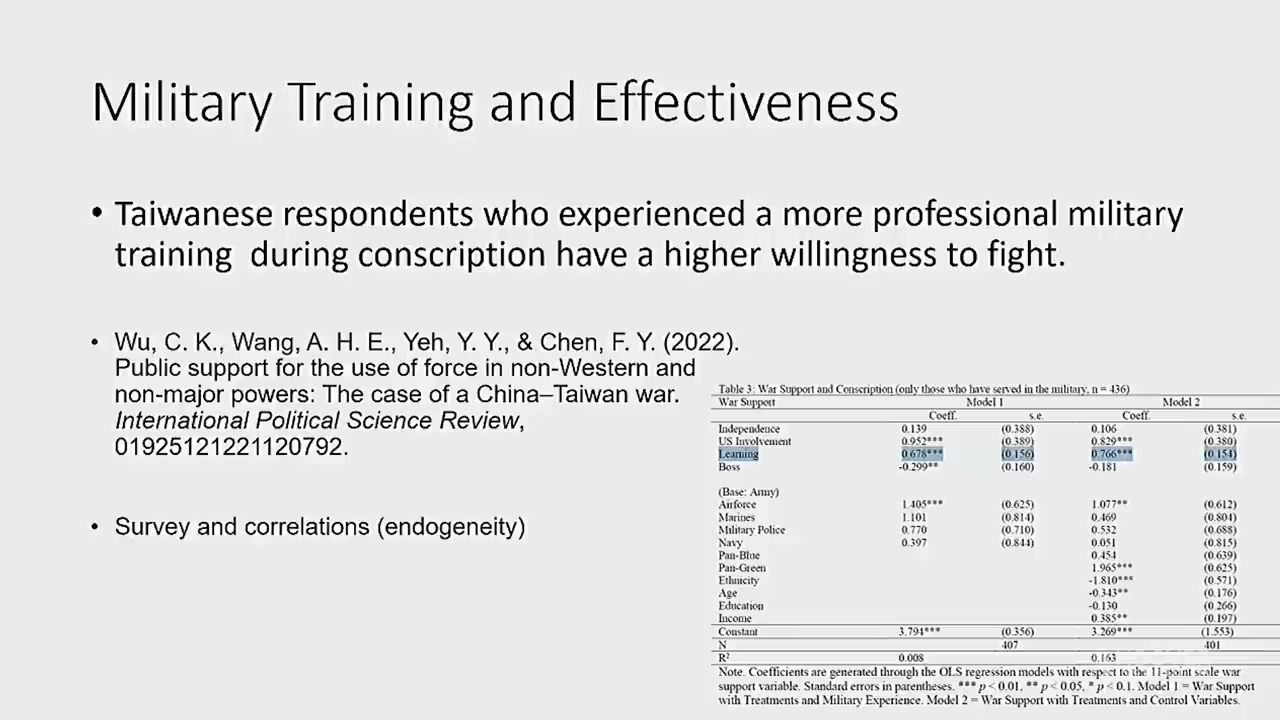 Military Training and Effectiveness
• Taiwanese respondents who experienced a more professional military
training during conscription have a higher willingness to fight.
• Wu, C. K., Wang, A. H. E., Yeh, Y. Y., & Chen, F. Y. (2022).
Public support for the use of force in non-Western and
non-major powers: The case of a China–Taiwan war.
International Political Science Review,
01925121221120792.
• Survey and correlations (endogeneity)
Table 3: War Support and Conscription (only those who have served in the military, n = 436)
War Support Model 1 Model 2
Coeff. s.e. Coeff. s.e.
Independence 0.139 (0.388) 0.106 (0.381)
US Involvement 0.952*** (0.389) 0.829*** (0.380)
Learning 0.678*** (0.156) 0.766*** (0.154)
Boss -0.299** (0.160) -0.181 (0.159)
(Base: Army)
Airforce 1.405*** (0.625) 1.077** (0.612)
Marines 1.101 (0.814) 0.469 (0.804)
Military Police 0.770 (0.710) 0.532 (0.688)
Navy 0.397 (0.844) 0.051 (0.815)
Pan-Blue 0.454 (0.639)
Pan-Green 1.965*** (0.625)
Ethnicity -1.810*** (0.571)
Age -0.343** (0.176)
Education -0.130 (0.266)
Income 0.385** (0.197)
Constant 3.794*** (0.356) 3.269*** (1.553)
N 407 401
R² 0.008 0.163
Note. Coefficients are generated through the OLS regression models with respect to the 11-point scale war
support variable. Standard errors in parentheses. *** p < 0.01, ** p < 0.05, * p < 0.1. Model 1 = War Support
with Treatments and Military Experience. Model 2 = War Support with Treatments and Control Variables.